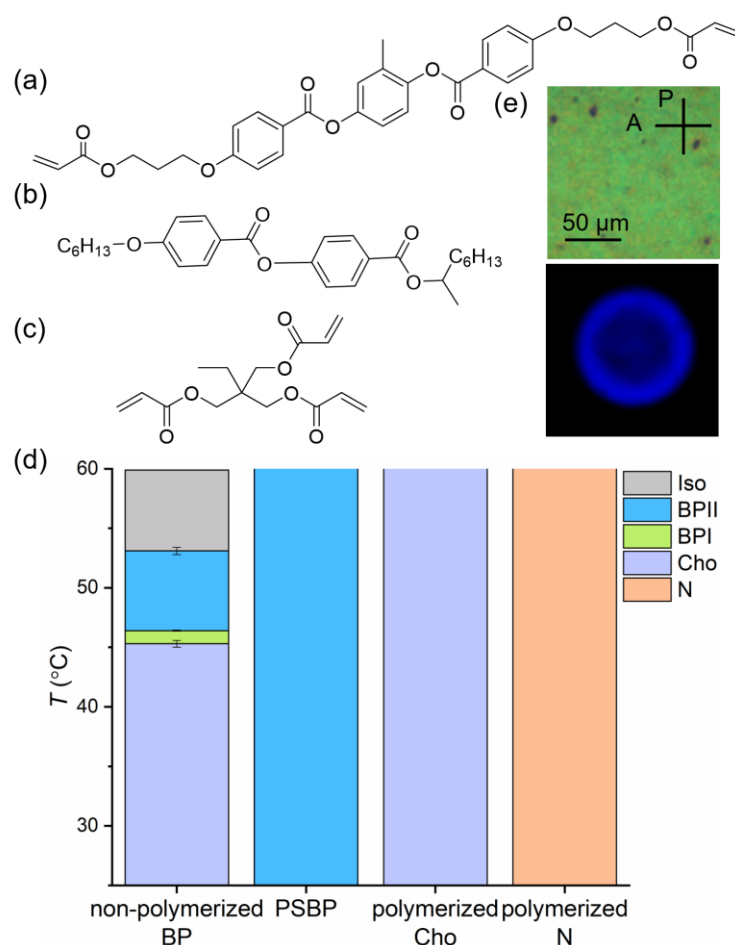 (a)
O
O
O
O
O
O
O
O
O
O
(e)
P
A
50 µm
(b)
C₆H₁₃
O
O
O
O
O
C₆H₁₃
(c)
O
O
O
O
O
O
(d)
60
50
40
30
T (°C)
Iso
BPII
BPI
Cho
N
non-polymerized
BP
PSBP
polymerized
Cho
polymerized
N